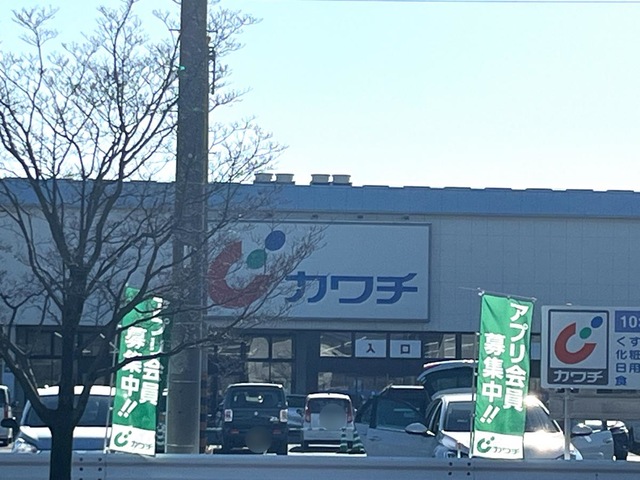 カワチ
入口
アプリ会員
募集中!!
カワチ
アプリ会員
募集中!!
カワチ
カワチ
10:
くす
化粧
日用
食